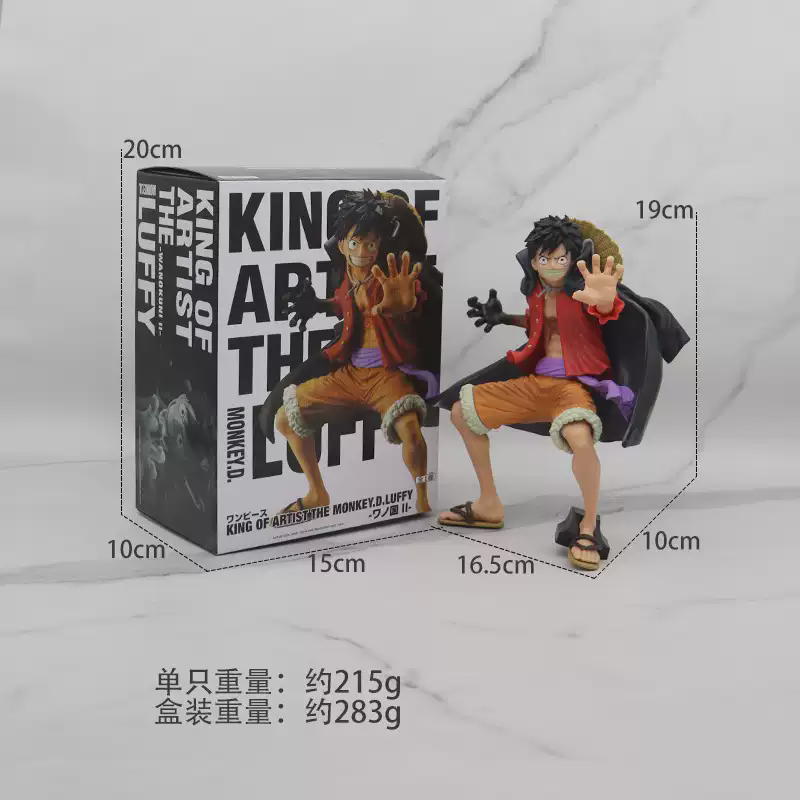 20cm
19cm
KING OF
ARTIST
THE
-WANOKUNI II-
MONKEY.D.
LUFFY
KING OF
ARTIST
THE
MONKEY.D.
LUFFY
ワンピース
KING OF ARTIST THE MONKEY.D.LUFFY
-ワノ国 II-
10cm
15cm
16.5cm
10cm
单只重量：约215g
盒装重量：约283g